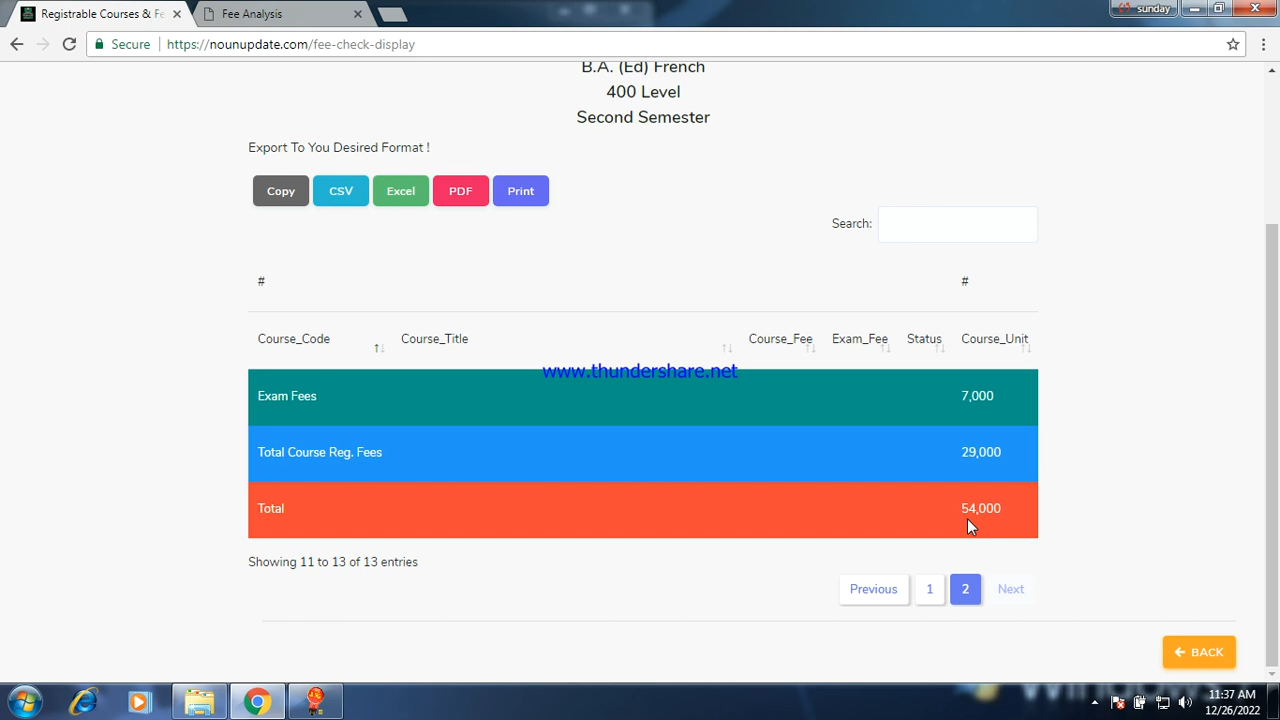 Registrable Courses & Fe
Fee Analysis
sunday
Secure
https://nounupdate.com/fee-check-display
B.A. (Ed) French
400 Level
Second Semester
Export To You Desired Format !
Copy CSV Excel PDF Print
Search:
# #
Course_Code Course_Title Course_Fee Exam_Fee Status Course_Unit
www.thundershare.net
Exam Fees 7,000
Total Course Reg. Fees 29,000
Total 54,000
Showing 11 to 13 of 13 entries
Previous 1 2 Next
BACK
11:37 AM
12/26/2022